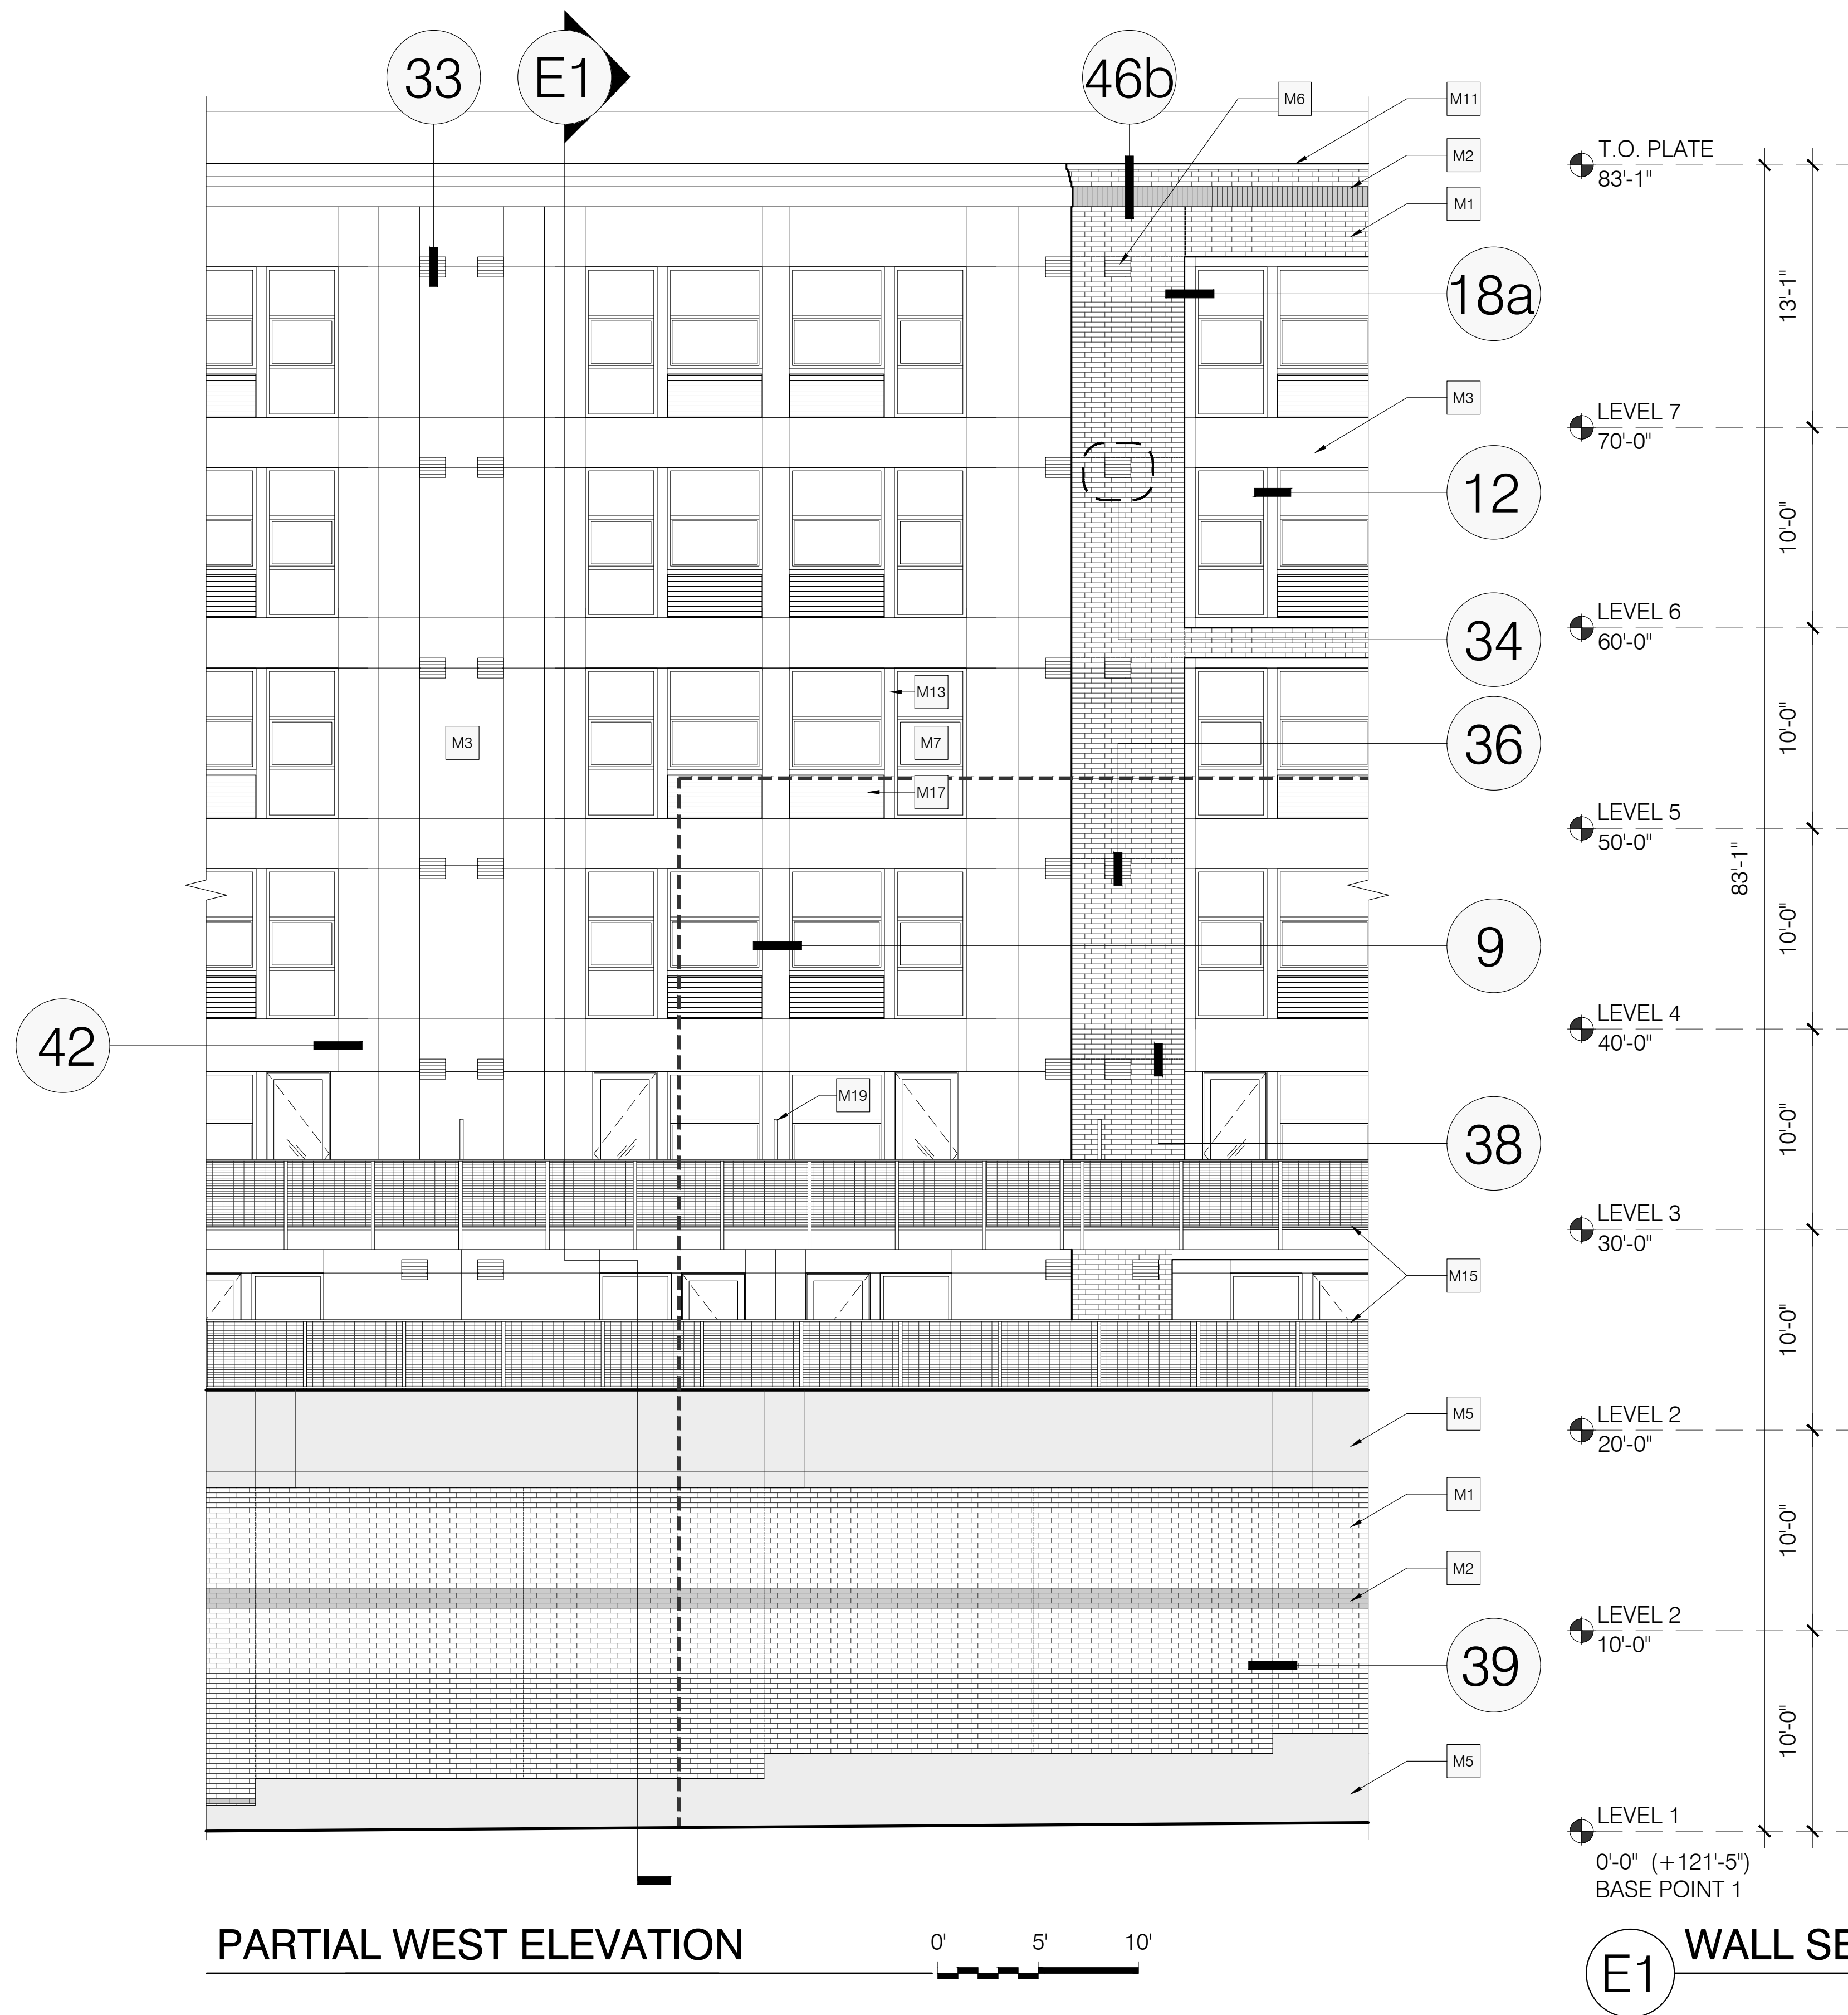 33
E1
46b
M6
M11
M2
M1
18a
M3
12
34
M13
M3
M7
M17
36
9
42
M19
38
M15
M5
M1
M2
39
M5
T.O. PLATE
83'-1"
13'-1"
LEVEL 7
70'-0"
10'-0"
LEVEL 6
60'-0"
10'-0"
LEVEL 5
50'-0"
83'-1"
10'-0"
LEVEL 4
40'-0"
10'-0"
LEVEL 3
30'-0"
10'-0"
LEVEL 2
20'-0"
10'-0"
LEVEL 2
10'-0"
10'-0"
LEVEL 1
0'-0" (+121'-5")
BASE POINT 1
PARTIAL WEST ELEVATION
0' 5' 10'
E1
WALL SE